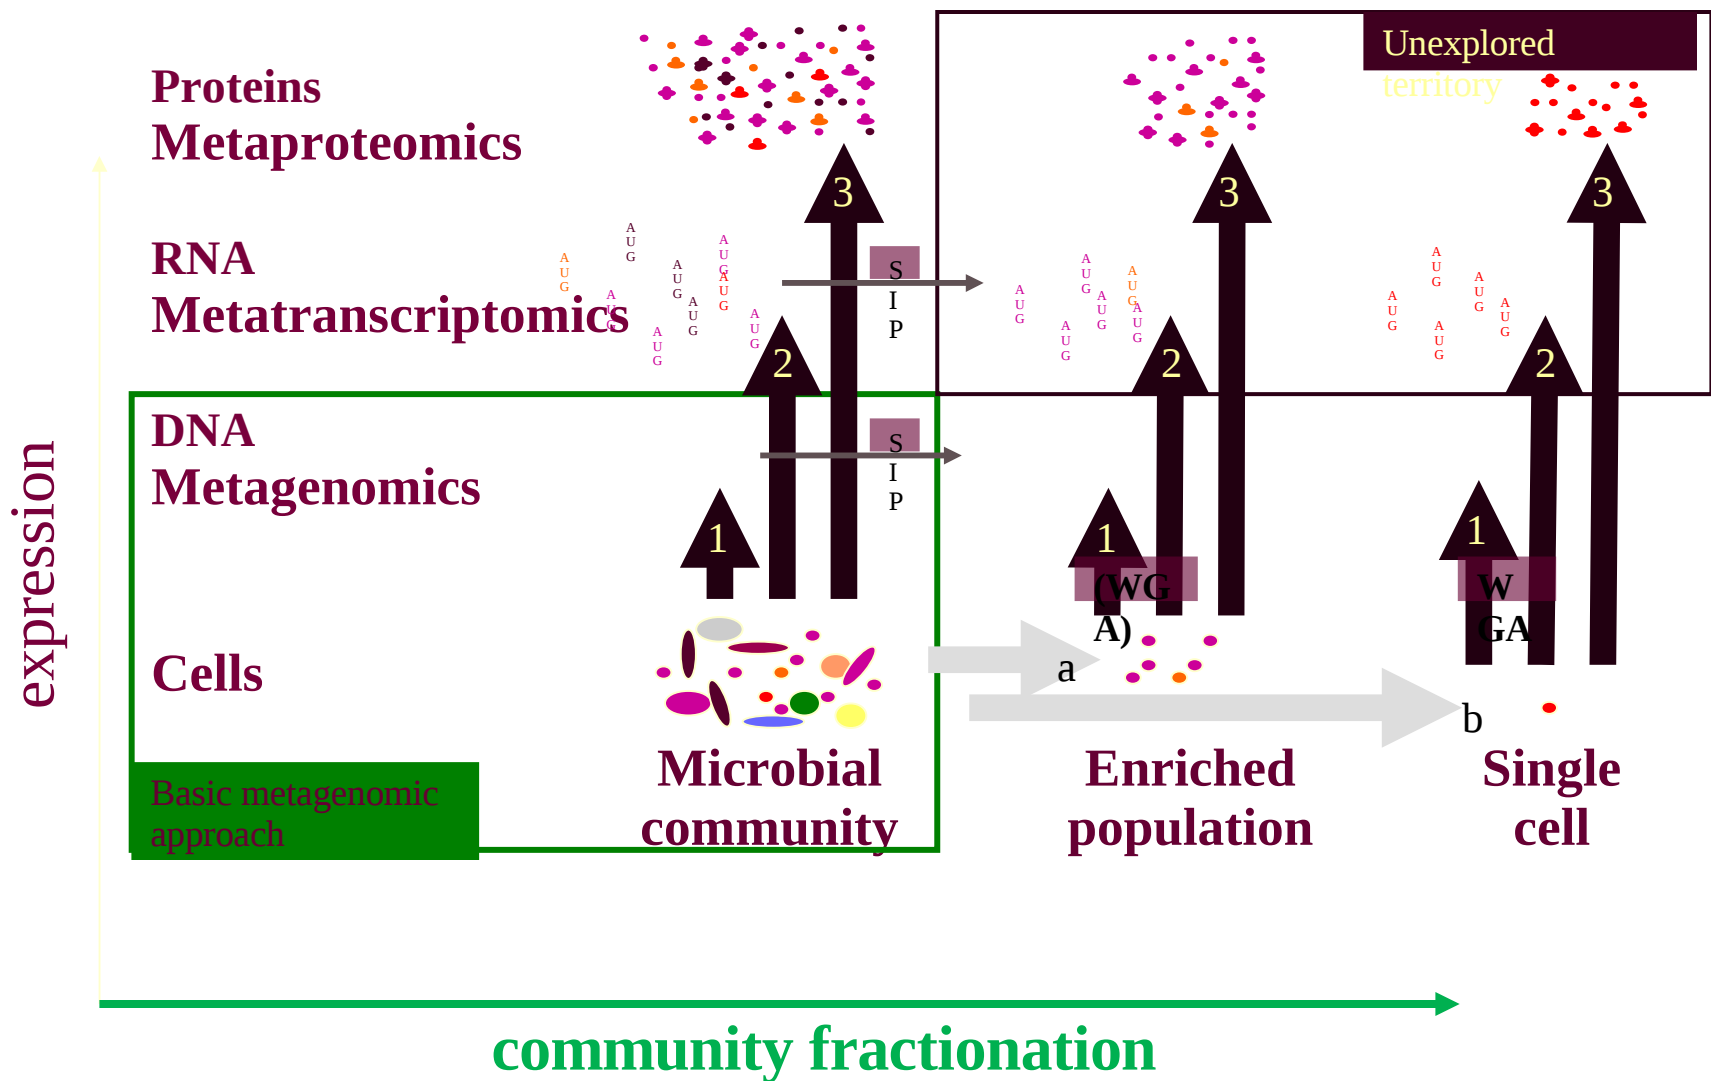 Unexplored
territory
Proteins
Metaproteomics
3
3
3
RNA
Metatranscriptomics
A
U
G
A
U
G
A
U
G
A
U
G
A
U
G
A
U
G
A
U
G
A
U
G
A
U
G
S
I
P
A
U
G
A
U
G
A
U
G
A
U
G
A
U
G
A
U
G
A
U
G
A
U
G
A
U
G
A
U
G
A
U
G
2
2
2
DNA
Metagenomics
S
I
P
1
1
1
(WG
A)
W
GA
Cells
a
b
Microbial
community
Enriched
population
Single
cell
Basic metagenomic
approach
expression
community fractionation